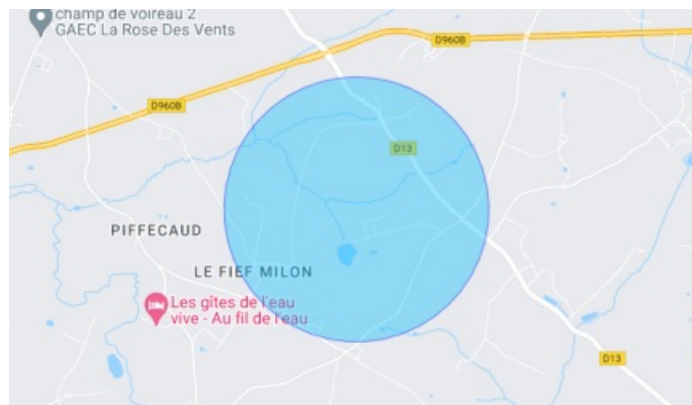 champ de voireau 2
GAEC La Rose Des Vents
D960B
D960B
D13
PIFFECAUD
LE FIEF MILON
Les gîtes de l'eau
vive - Au fil de l'eau
D13